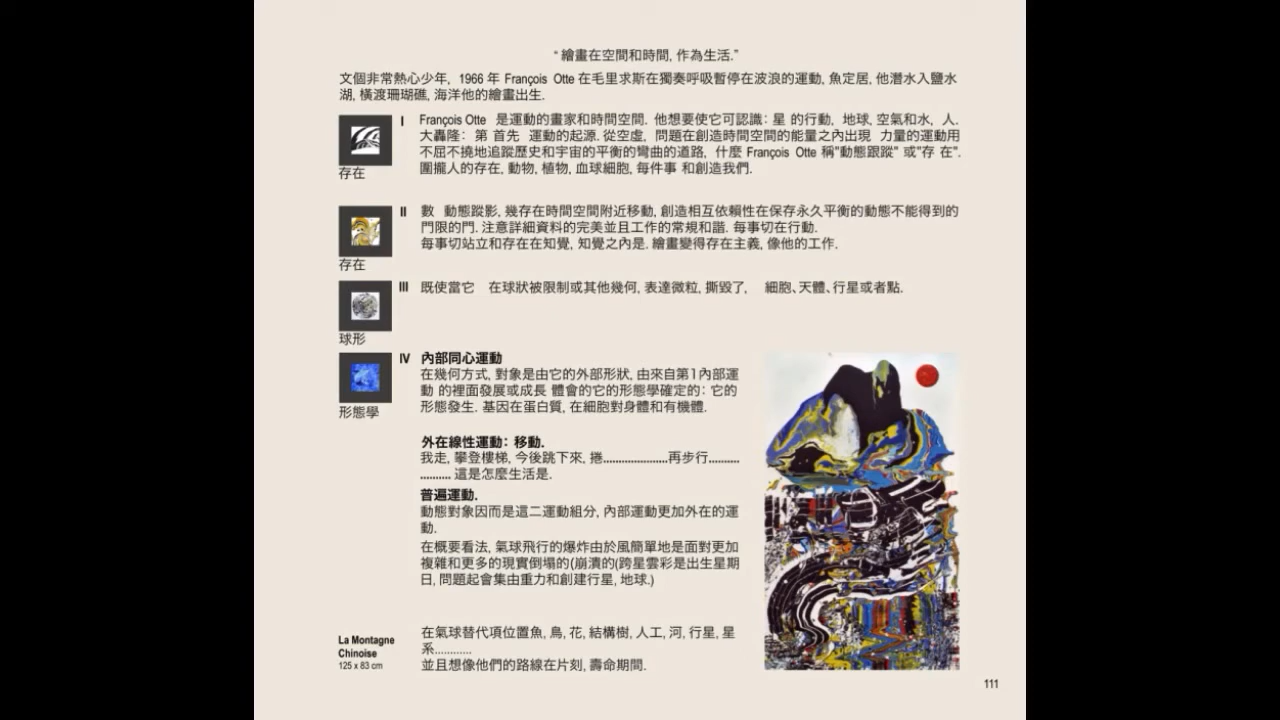 “ 繪畫在空間和時間, 作為生活.”
文個非常熱心少年, 1966 年 François Otte 在毛里求斯在獨奏呼吸暫停在波浪的運動, 魚定居, 他潛水入鹽水
湖, 橫渡珊瑚礁, 海洋他的繪畫出生.
I François Otte 是運動的畫家和時間空間. 他想要使它可認識: 星 的行動, 地球, 空氣和水, 人.
大轟隆: 第 首先 運動的起源. 從空虛, 問題在創造時間空間的能量之內出現 力量的運動用
不屈不撓地追蹤歷史和宇宙的平衡的彎曲的道路, 什麼 François Otte 稱"動態跟蹤" 或"存 在".
圍攏人的存在, 動物, 植物, 血球細胞, 每件事 和創造我們.
存在
II 數 動態蹤影, 幾存在時間空間附近移動, 創造相互依賴性在保存永久平衡的動態不能得到的
門限的門. 注意詳細資料的完美並且工作的常規和諧. 每事切在行動.
每事切站立和存在在知覺, 知覺之內是. 繪畫變得存在主義, 像他的工作.
存在
III 既使當它 在球狀被限制或其他幾何, 表達微粒, 撕毀了, 細胞、天體、行星或者點.
球形
IV 內部同心運動
在幾何方式, 對象是由它的外部形狀, 由來自第1內部運
動 的裡面發展或成長 體會的它的形態學確定的: 它的
形態發生. 基因在蛋白質, 在細胞對身體和有機體.
形態學
外在線性運動: 移動.
我走, 攀登樓梯, 今後跳下來, 捲.....................再步行..........
.......... 這是怎麼生活是.
普遍運動.
動態對象因而是這二運動組分, 內部運動更加外在的運
動.
在概要看法, 氣球飛行的爆炸由於風簡單地是面對更加
複雜和更多的現實倒塌的(崩潰的(跨星雲彩是出生星期
日, 問題起會集由重力和創建行星, 地球.)
在氣球替代項位置魚, 鳥, 花, 結構樹, 人工, 河, 行星, 星
系............
並且想像他們的路線在片刻, 壽命期間.
La Montagne
Chinoise
125 x 83 cm
111